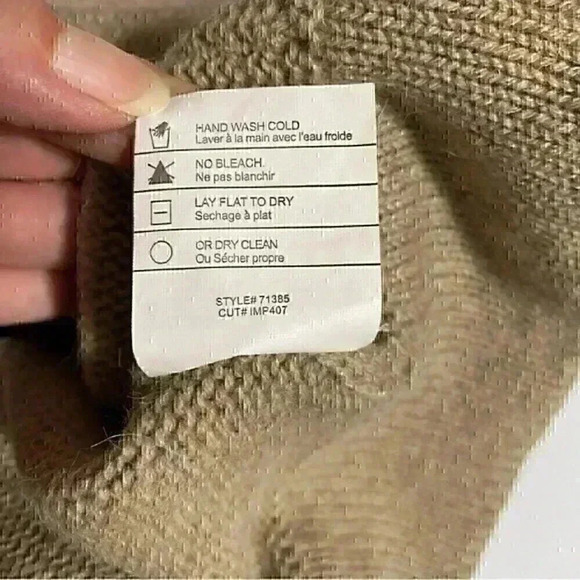 HAND WASH COLD
Laver à la main avec l'eau froide
NO BLEACH.
Ne pas blanchir
LAY FLAT TO DRY
Sechage à plat
OR DRY CLEAN
Ou Sécher propre
STYLE# 71385
CUT# IMP407